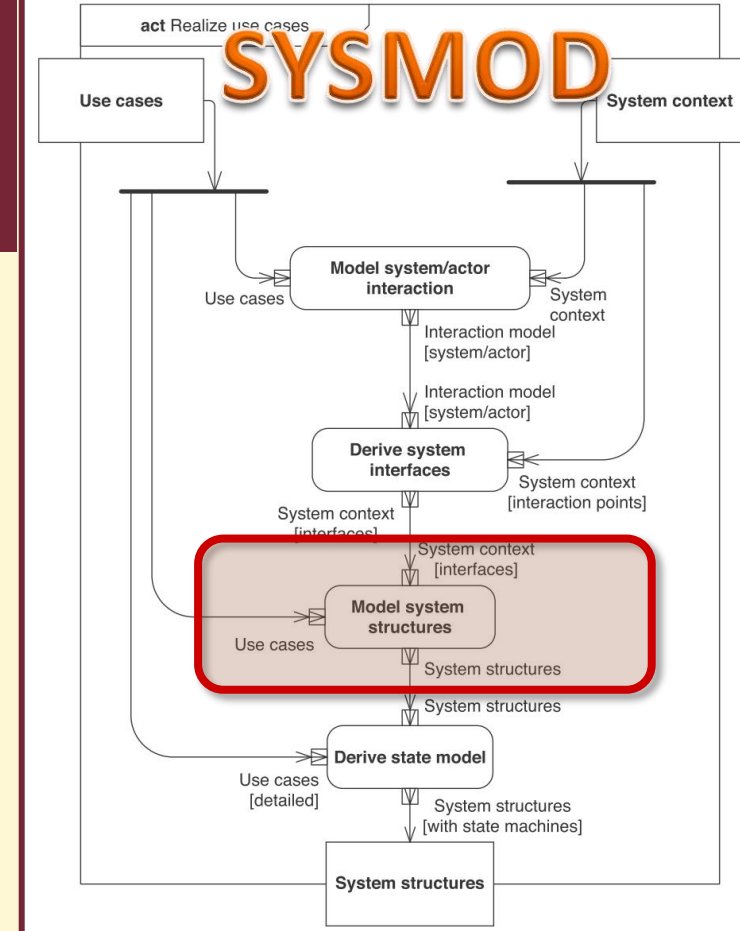 act Realize use cases
SYSMOD
Use cases
System context
Model system/actor
interaction
Use cases
System
context
Interaction model
[system/actor]
Interaction model
[system/actor]
Derive system
interfaces
System context
[interaction points]
System context
[interfaces]
System context
[interfaces]
Model system
structures
Use cases
System structures
System structures
Derive state model
Use cases
[detailed]
System structures
[with state machines]
System structures